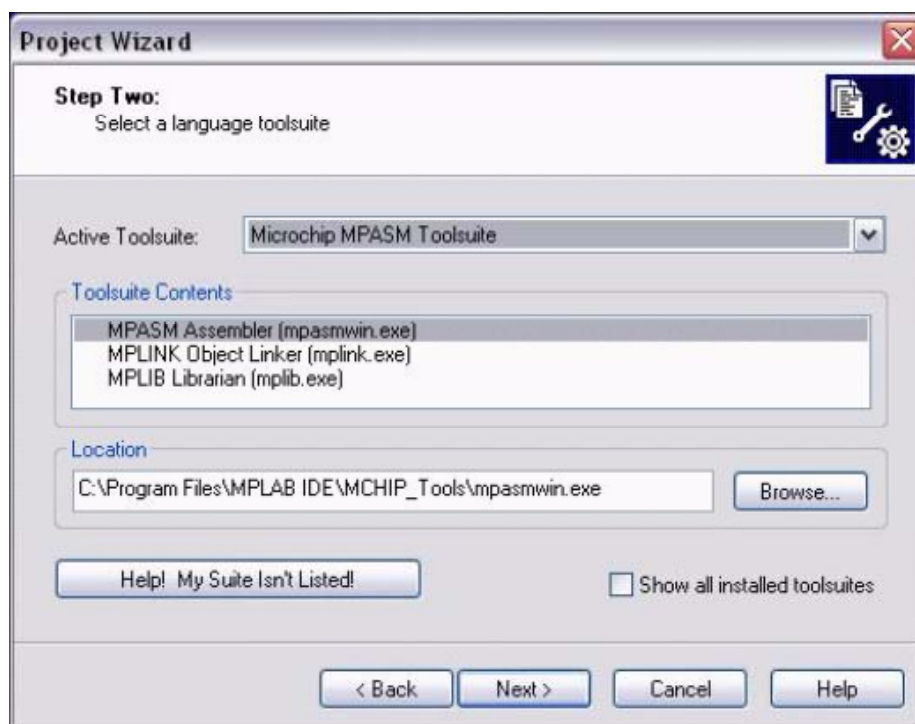 Project Wizard
Step Two:
Select a language toolsuite
Active Toolsuite: Microchip MPASM Toolsuite
Toolsuite Contents
MPASM Assembler (mpasmwin.exe)
MPLINK Object Linker (mplink.exe)
MPLIB Librarian (mplib.exe)
Location
C:\Program Files\MPLAB IDE\MCHIP_Tools\mpasmwin.exe Browse...
Help! My Suite Isn't Listed! Show all installed toolsuites
< Back Next > Cancel Help